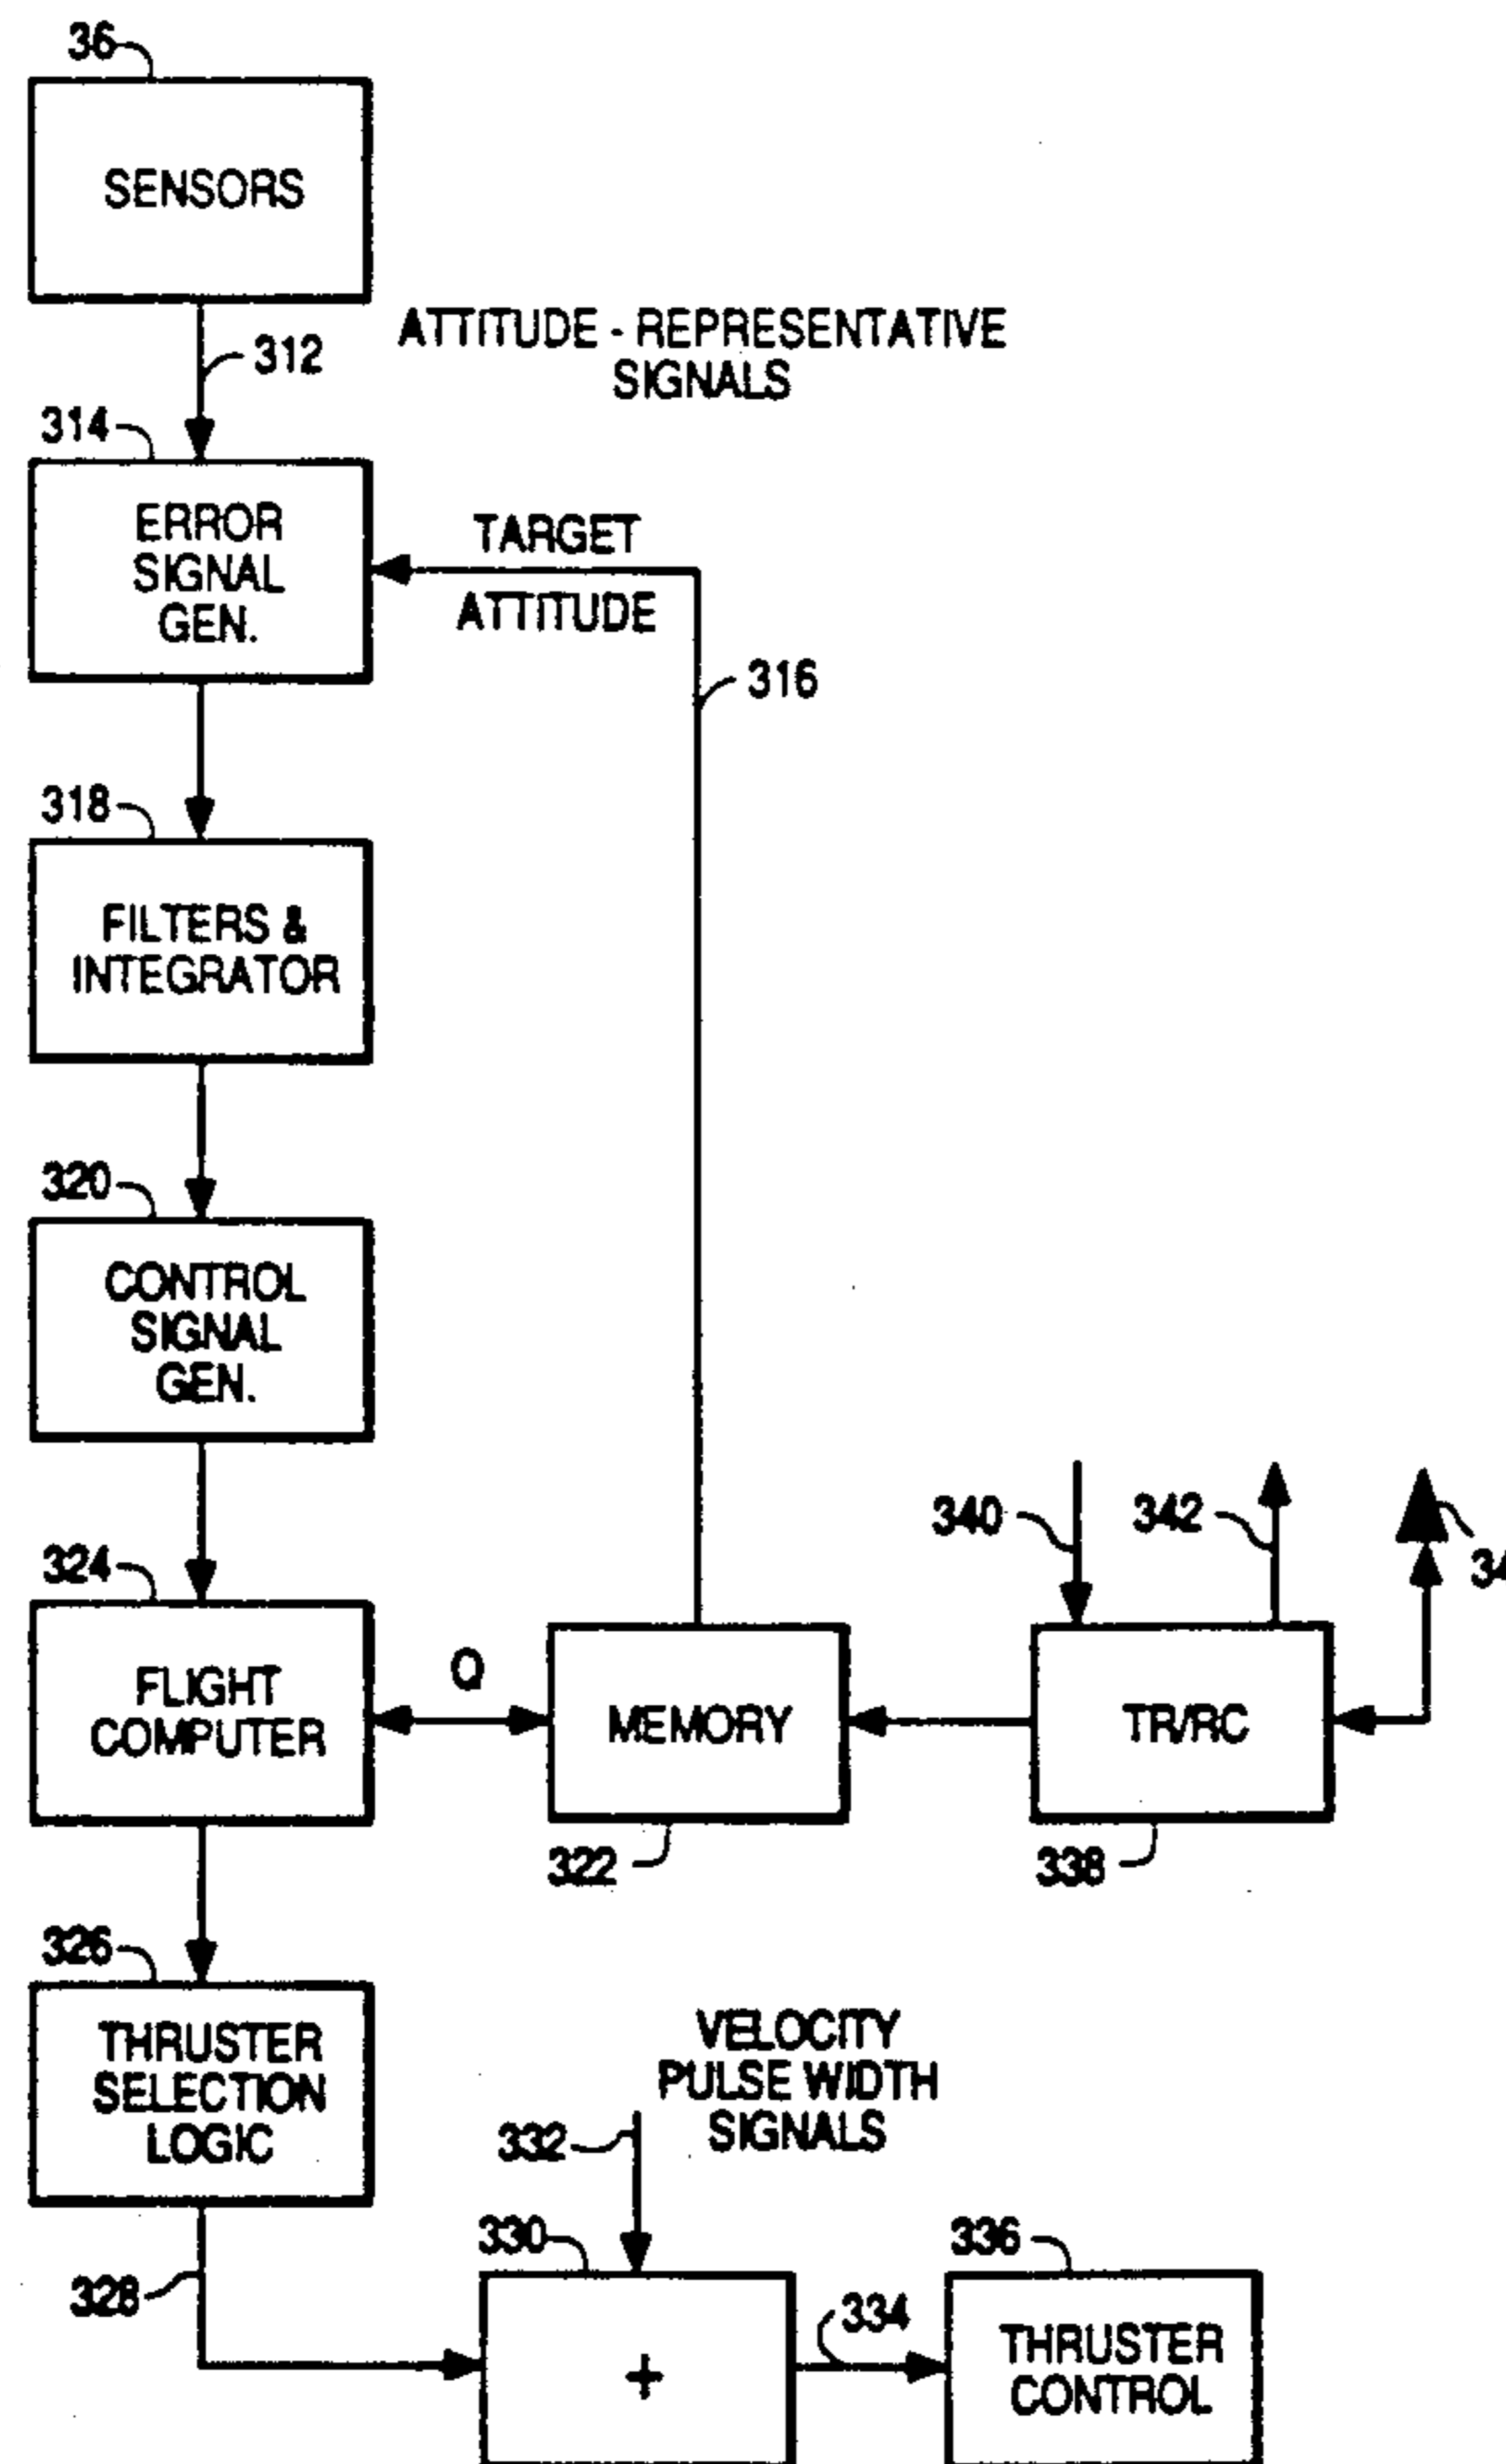 36
SENSORS
312
ATTITUDE - REPRESENTATIVE
SIGNALS
314
ERROR
SIGNAL
GEN.
TARGET
ATTITUDE
316
318
FILTERS &
INTEGRATOR
320
CONTROL
SIGNAL
GEN.
340
342
34
324
FLIGHT
COMPUTER
Q
MEMORY
TR/RC
322
338
326
THRUSTER
SELECTION
LOGIC
VELOCITY
PULSE WIDTH
SIGNALS
332
328
330
+
334
336
THRUSTER
CONTROL